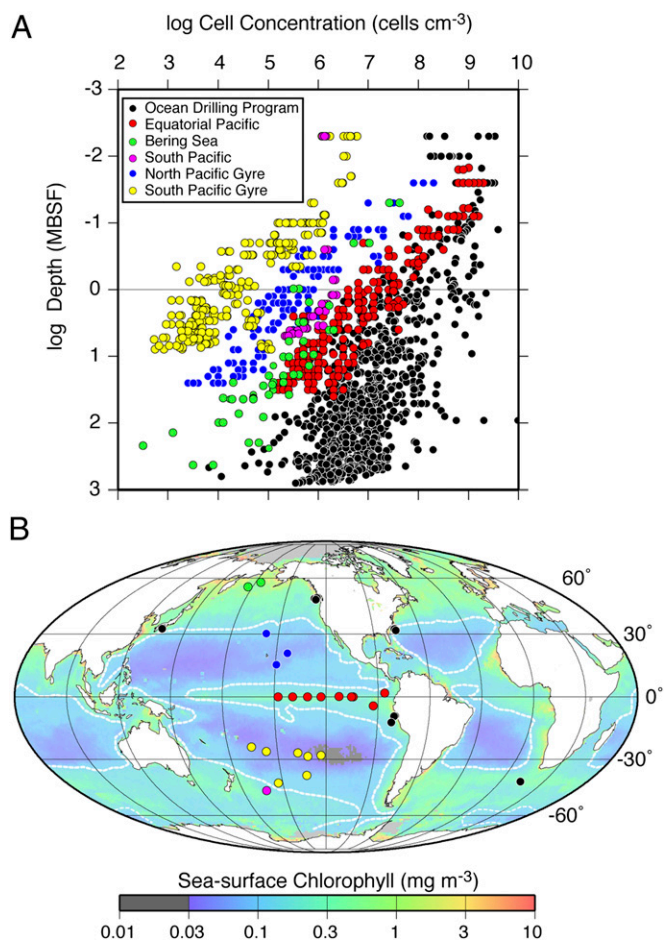 A
log Cell Concentration (cells cm-3)
2 3 4 5 6 7 8 9 10
-3
-2
-1
0
1
2
3
log Depth (MBSF)
Ocean Drilling Program
Equatorial Pacific
Bering Sea
South Pacific
North Pacific Gyre
South Pacific Gyre
B
60°
30°
0°
-30°
-60°
Sea-surface Chlorophyll (mg m-3)
0.01 0.03 0.1 0.3 1 3 10